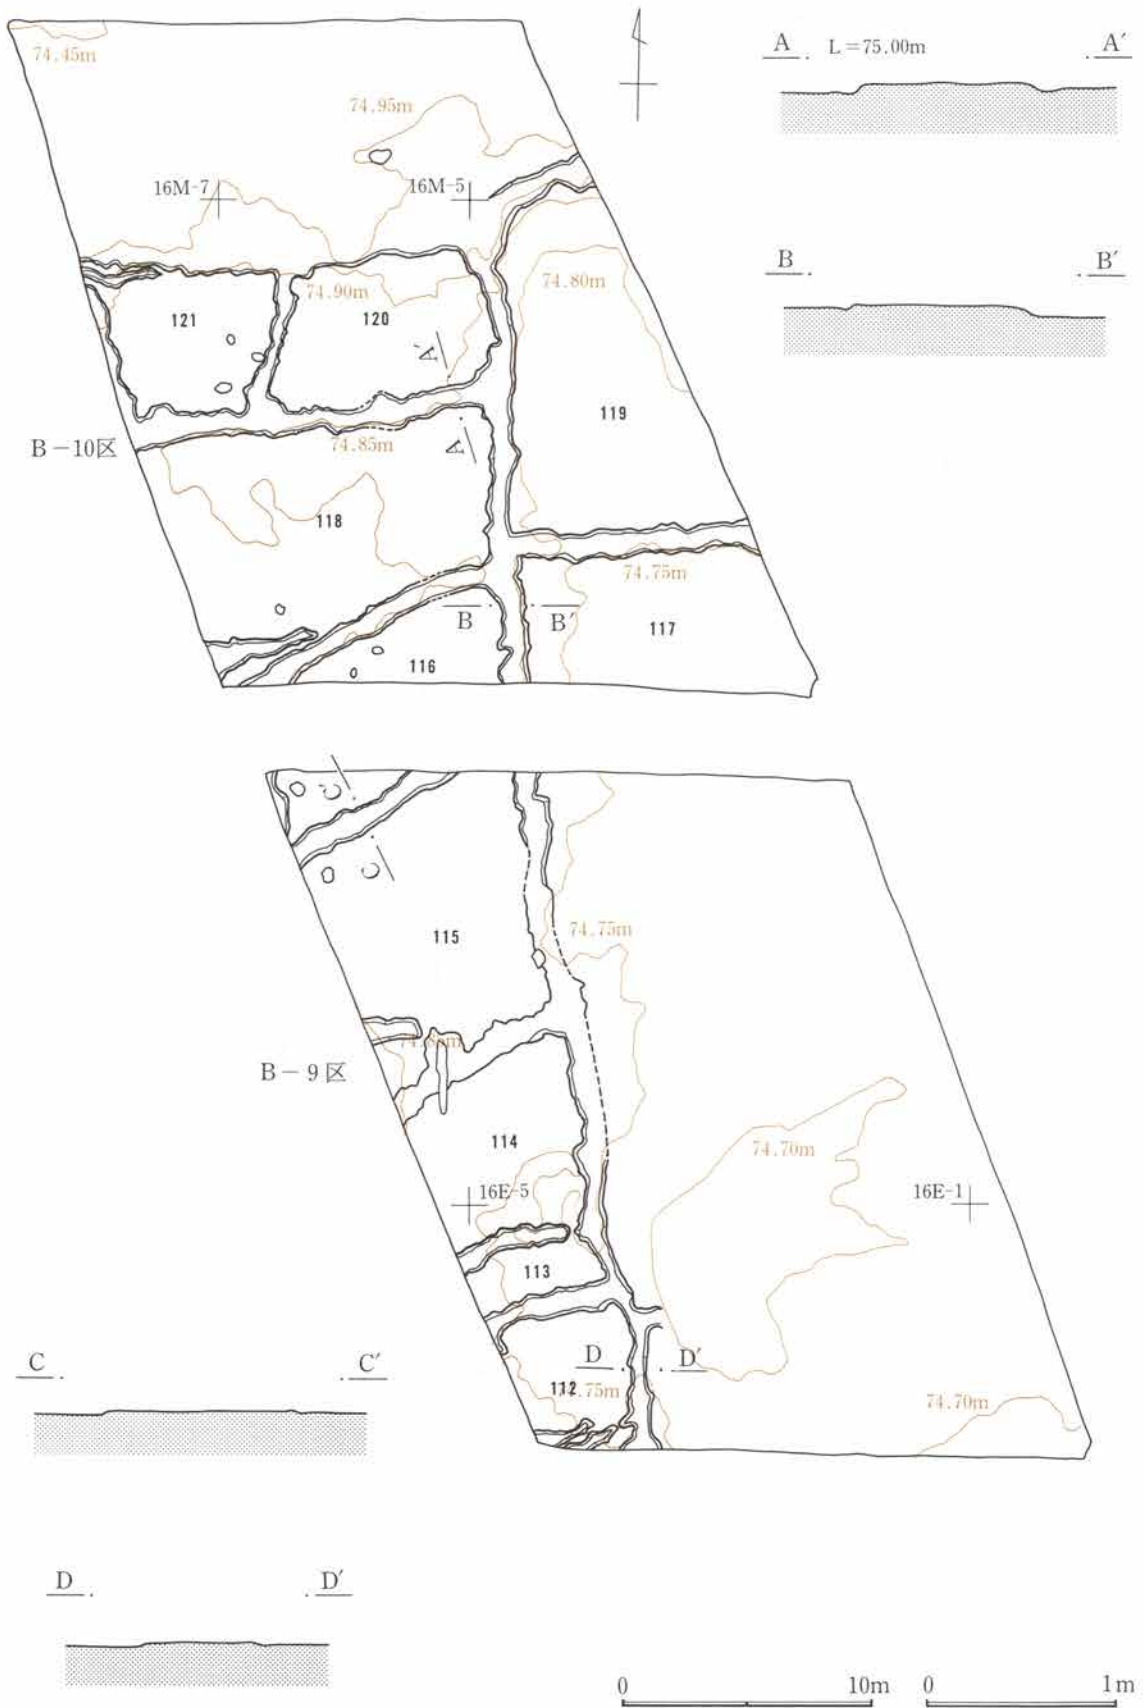 A L=75.00m A′
74.45m
74.95m
16M-7
16M-5
B B′
74.90m
74.80m
121
120
A′
119
B-10区
74.85m
A
118
74.75m
B B′
117
116
C′
C
74.75m
115
B-9区
114
74.70m
16E-5
16E-1
113
C C′
D D′
112
74.70m
D D′
0 10m 0 1m